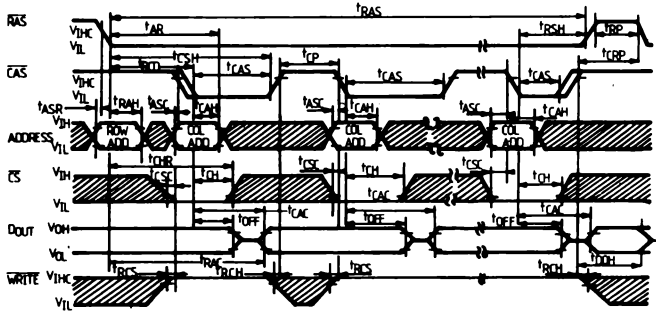 RAS VIHC VIL tRAS tAR tRSH tRP
tCSH tCP tCRP
CAS VIHC VIL tRCD tCAS tCAS tCAS
tASR tRAH tASC tCAH tASC tCAH tASC tCAH
ADDRESS VIH VIL ROW ADD COL ADD COL ADD COL ADD
tCHR
CS VIH VIL tCSC tCH tCSC tCH tCSC tCH
tCAC tCAC tCAC
DOUT VOH VOL tOFF tOFF tOFF
tRAC tDOH
WRITE VIHC VIL tRCS tRCH tRCS tRCH